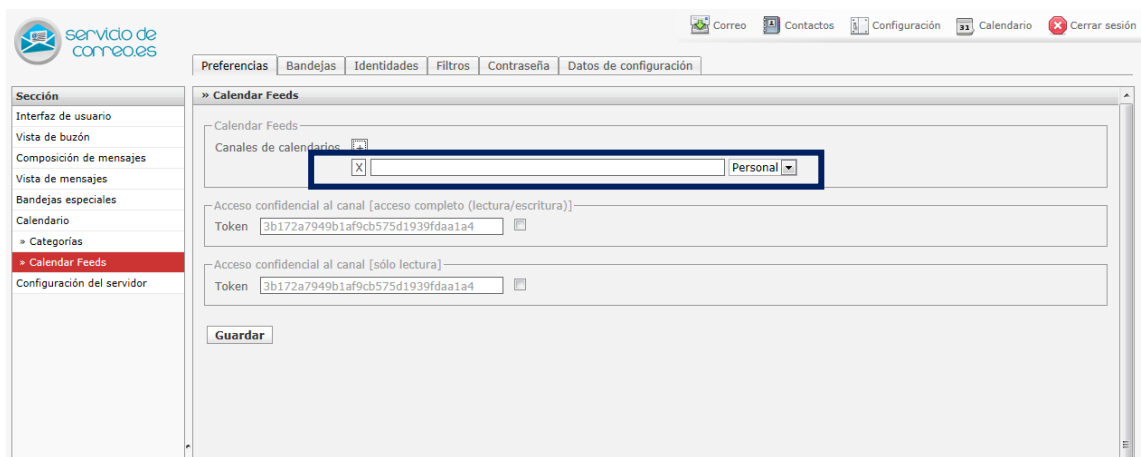 servicio de
correo.es
Correo Contactos Configuración 31 Calendario Cerrar sesión
Preferencias Bandejas Identidades Filtros Contraseña Datos de configuración
Sección
Interfaz de usuario
Vista de buzón
Composición de mensajes
Vista de mensajes
Bandejas especiales
Calendario
» Categorías
» Calendar Feeds
Configuración del servidor
» Calendar Feeds
Calendar Feeds
Canales de calendarios +
X Personal
Acceso confidencial al canal [acceso completo (lectura/escritura)]
Token 3b172a7949b1af9cb575d1939fdaa1a4
Acceso confidencial al canal [sólo lectura]
Token 3b172a7949b1af9cb575d1939fdaa1a4
Guardar